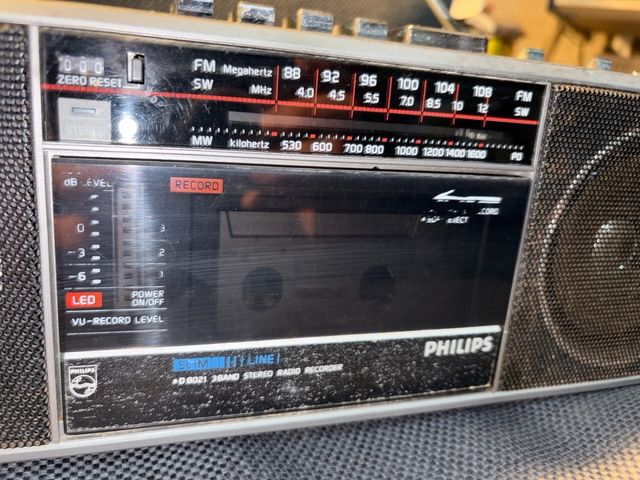 000
ZERO RESET
FM Megahertz 88 92 96 100 104 108 FM
SW MHz 4.0 4.5 5.5 7.0 8.5 10 12 SW
MW kilohertz 530 600 700 800 1000 1200 1400 1600
dB LEVEL
RECORD
0 3
-3 2
-6 1
LED POWER ON/OFF
VU-RECORD LEVEL
PHILIPS
PHILIPS
SLIM LINE
D 8021 3BAND STEREO RADIO RECORDER